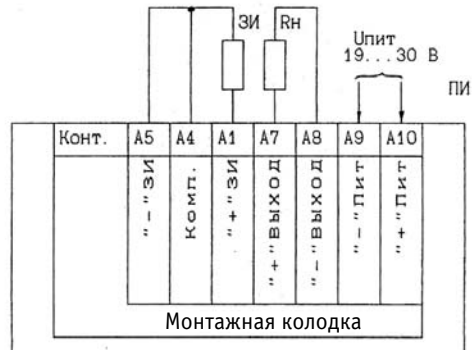 ЗИ Rн
Uпит
19...30 В
ПИ
Конт. А5 А4 А1 А7 А8 А9 А10
"-"ЗИ
Комп.
"+"ЗИ
"+"ВЫХОД
"-"ВЫХОД
"-"Пит
"+"Пит
Монтажная колодка